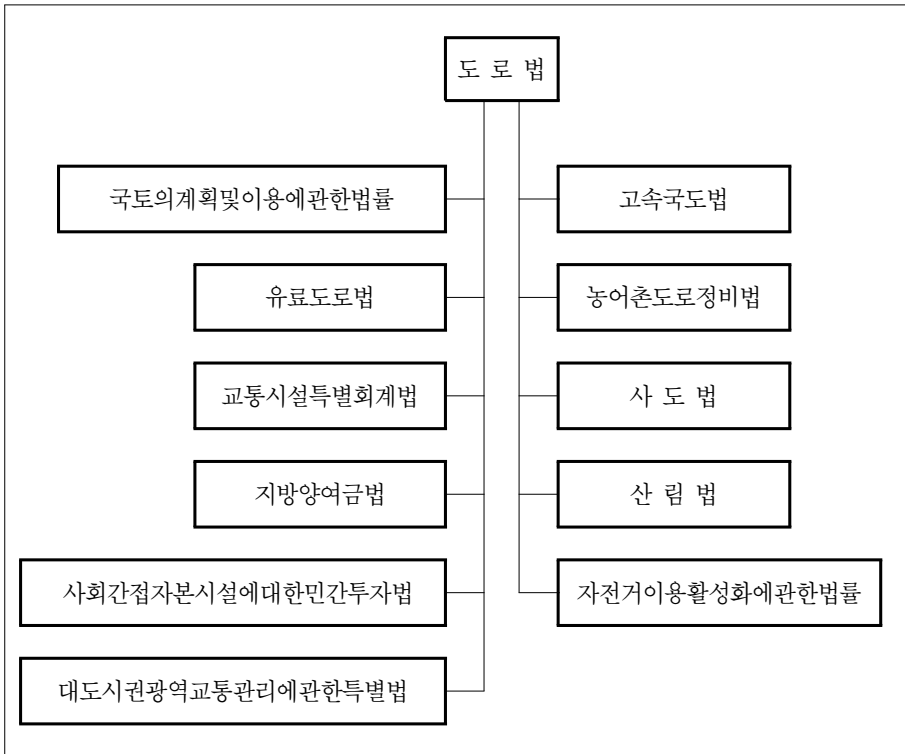 도 로 법
국토의계획및이용에관한법률
고속국도법
유료도로법
농어촌도로정비법
교통시설특별회계법
사 도 법
지방양여금법
산 림 법
사회간접자본시설에대한민간투자법
자전거이용활성화에관한법률
대도시권광역교통관리에관한특별법